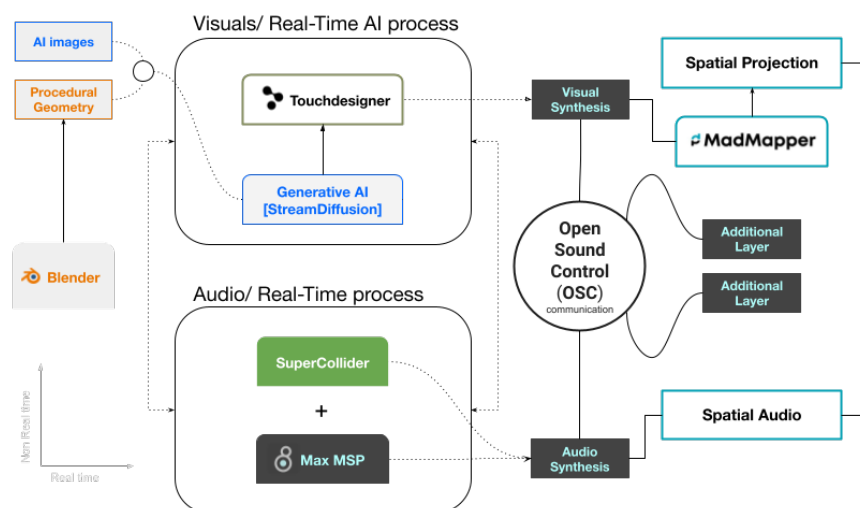 Visuals/ Real-Time AI process
AI images
Procedural
Geometry
Touchdesigner
Generative AI
[StreamDiffusion]
Blender
Visual
Synthesis
Spatial Projection
MadMapper
Open
Sound
Control
(OSC)
communication
Additional
Layer
Additional
Layer
Audio/ Real-Time process
SuperCollider
+
Max MSP
Audio
Synthesis
Spatial Audio
Non Real time
Real time